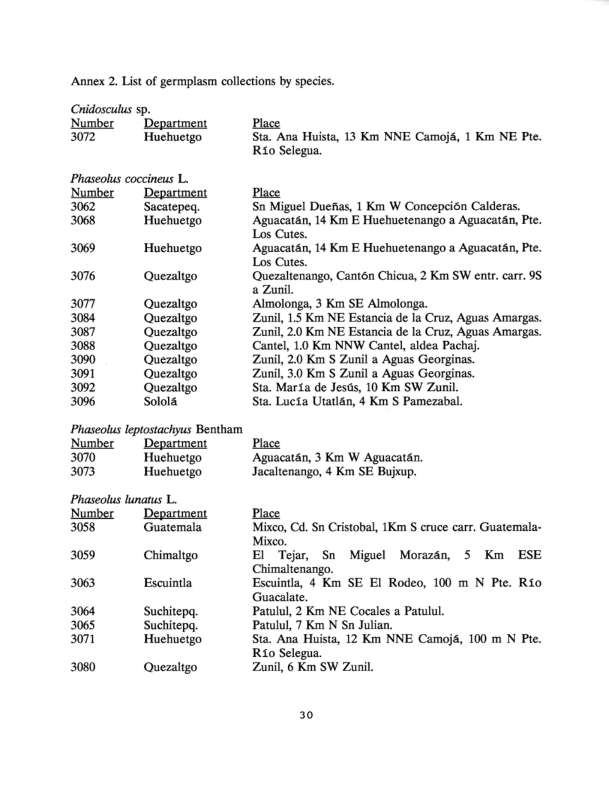 Annex 2. List of germplasm collections by species.
Cnidosculus sp.
Number Department Place
3072 Huehuetgo Sta. Ana Huista, 13 Km NNE Camojá, 1 Km NE Pte.
Río Selegua.
Phaseolus coccineus L.
Number Department Place
3062 Sacatepeq. Sn Miguel Dueñas, 1 Km W Concepción Calderas.
3068 Huehuetgo Aguacatán, 14 Km E Huehuetenango a Aguacatán, Pte.
Los Cutes.
3069 Huehuetgo Aguacatán, 14 Km E Huehuetenango a Aguacatán, Pte.
Los Cutes.
3076 Quezaltgo Quezaltenango, Cantón Chicua, 2 Km SW entr. carr. 9S
a Zunil.
3077 Quezaltgo Almolonga, 3 Km SE Almolonga.
3084 Quezaltgo Zunil, 1.5 Km NE Estancia de la Cruz, Aguas Amargas.
3087 Quezaltgo Zunil, 2.0 Km NE Estancia de la Cruz, Aguas Amargas.
3088 Quezaltgo Cantel, 1.0 Km NNW Cantel, aldea Pachaj.
3090 Quezaltgo Zunil, 2.0 Km S Zunil a Aguas Georginas.
3091 Quezaltgo Zunil, 3.0 Km S Zunil a Aguas Georginas.
3092 Quezaltgo Sta. María de Jesús, 10 Km SW Zunil.
3096 Sololá Sta. Lucía Utatlán, 4 Km S Pamezabal.
Phaseolus leptostachyus Bentham
Number Department Place
3070 Huehuetgo Aguacatán, 3 Km W Aguacatán.
3073 Huehuetgo Jacaltenango, 4 Km SE Bujxup.
Phaseolus lunatus L.
Number Department Place
3058 Guatemala Mixco, Cd. Sn Cristobal, 1Km S cruce carr. Guatemala-
Mixco.
3059 Chimaltgo El Tejar, Sn Miguel Morazán, 5 Km ESE
Chimaltenango.
3063 Escuintla Escuintla, 4 Km SE El Rodeo, 100 m N Pte. Río
Guacalate.
3064 Suchitepq. Patulul, 2 Km NE Cocales a Patulul.
3065 Suchitepq. Patulul, 7 Km N Sn Julian.
3071 Huehuetgo Sta. Ana Huista, 12 Km NNE Camojá, 100 m N Pte.
Río Selegua.
3080 Quezaltgo Zunil, 6 Km SW Zunil.
30